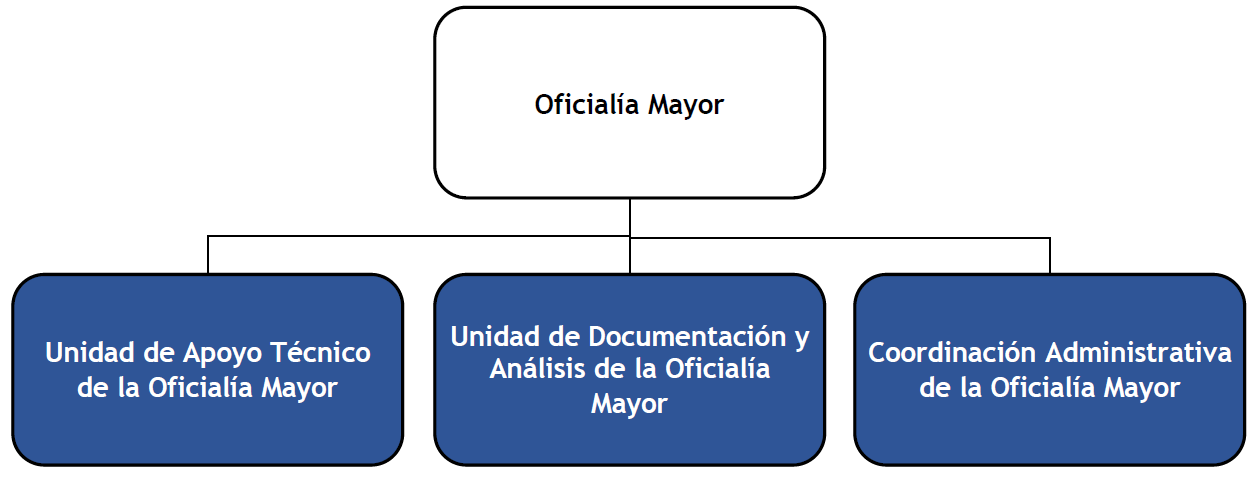 Oficialía Mayor
Unidad de Apoyo Técnico
de la Oficialía Mayor
Unidad de Documentación y
Análisis de la Oficialía
Mayor
Coordinación Administrativa
de la Oficialía Mayor